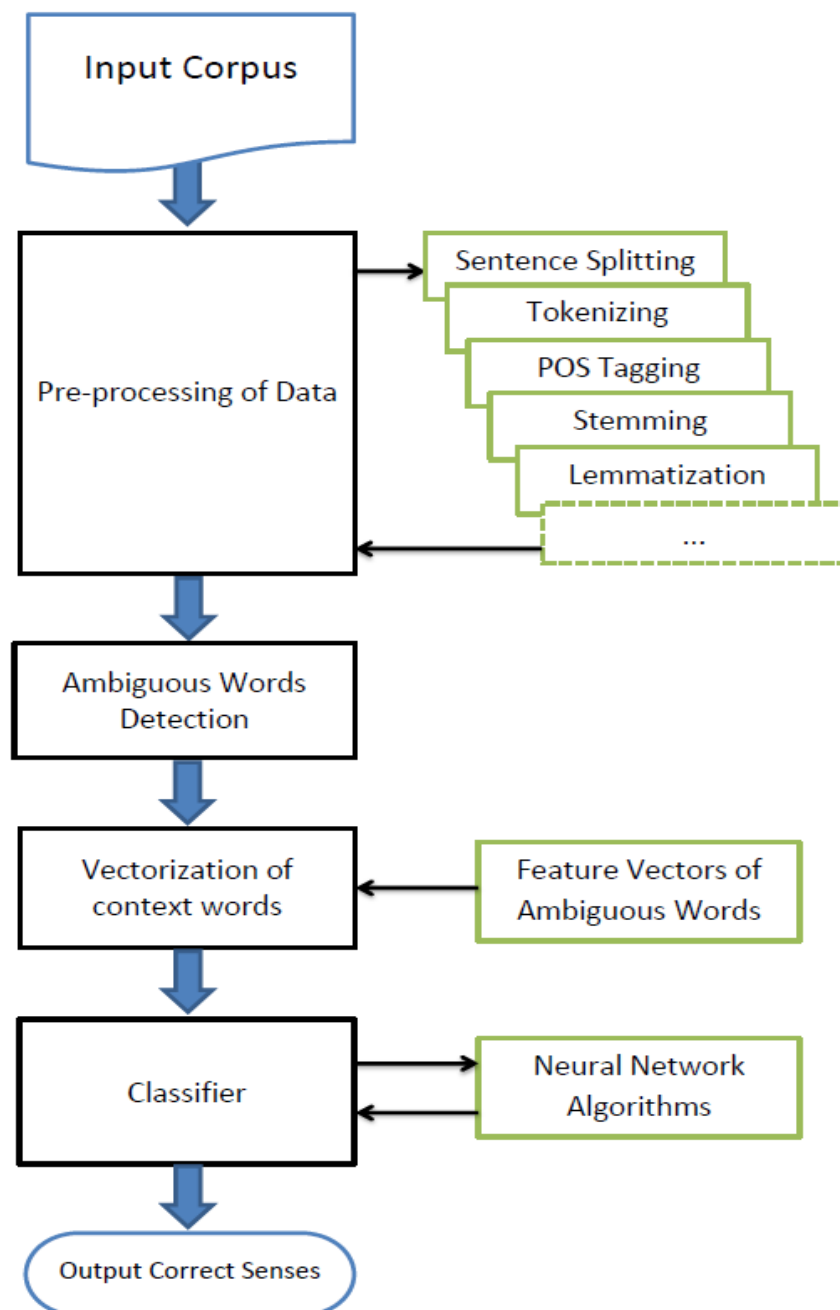 Input Corpus
Pre-processing of Data
Sentence Splitting
Tokenizing
POS Tagging
Stemming
Lemmatization
...
Ambiguous Words
Detection
Vectorization of
context words
Feature Vectors of
Ambiguous Words
Classifier
Neural Network
Algorithms
Output Correct Senses